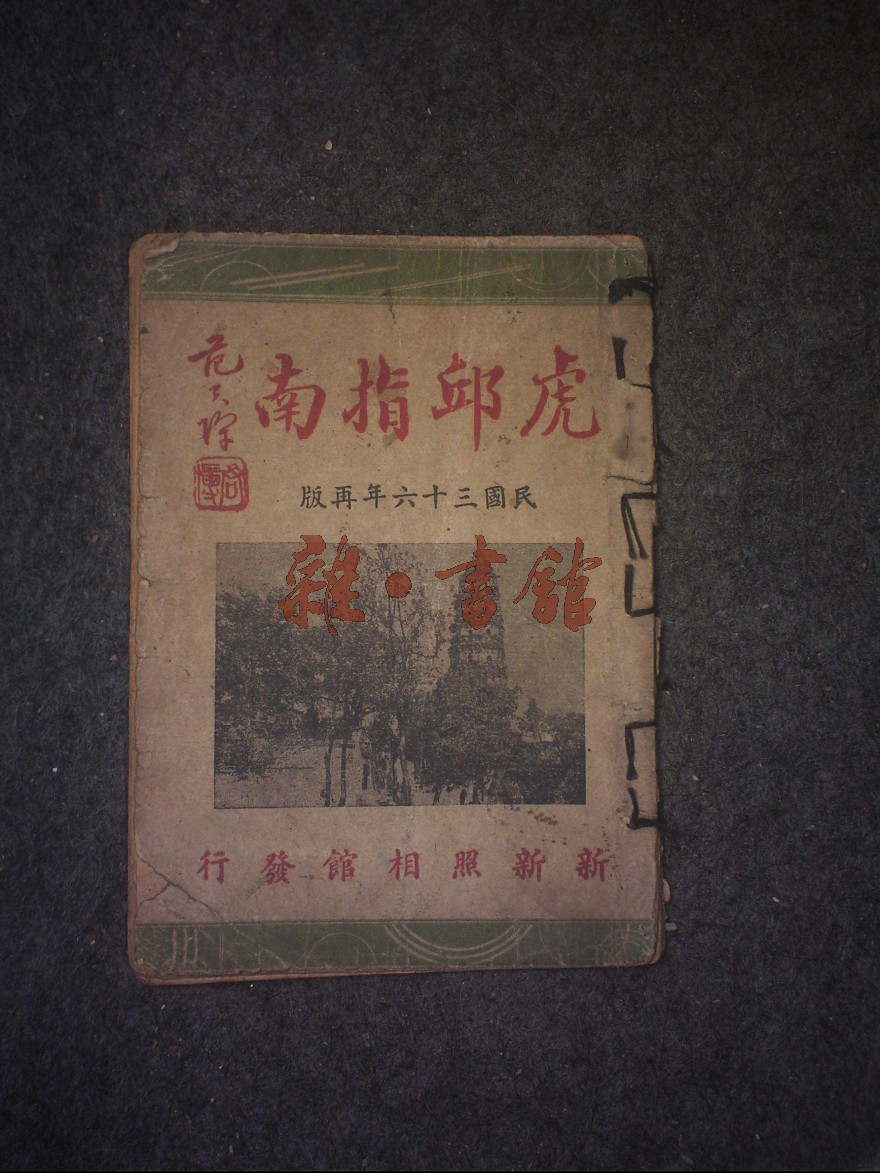 虎邱指南
范
民國三十六年再版
雜·書館
新新照相館發行